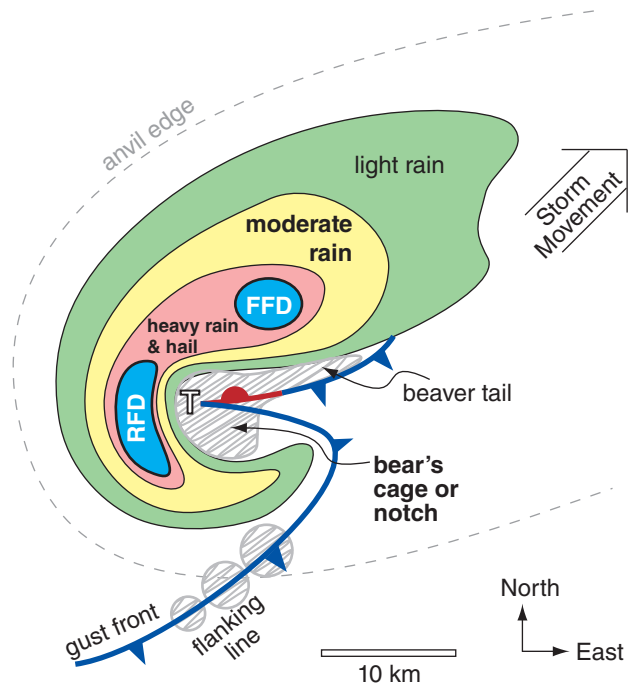 anvil edge
light rain
Storm
Movement
moderate
rain
FFD
heavy rain
& hail
RFD
T
beaver tail
bear's
cage or
notch
gust front
flanking
line
North
East
10 km